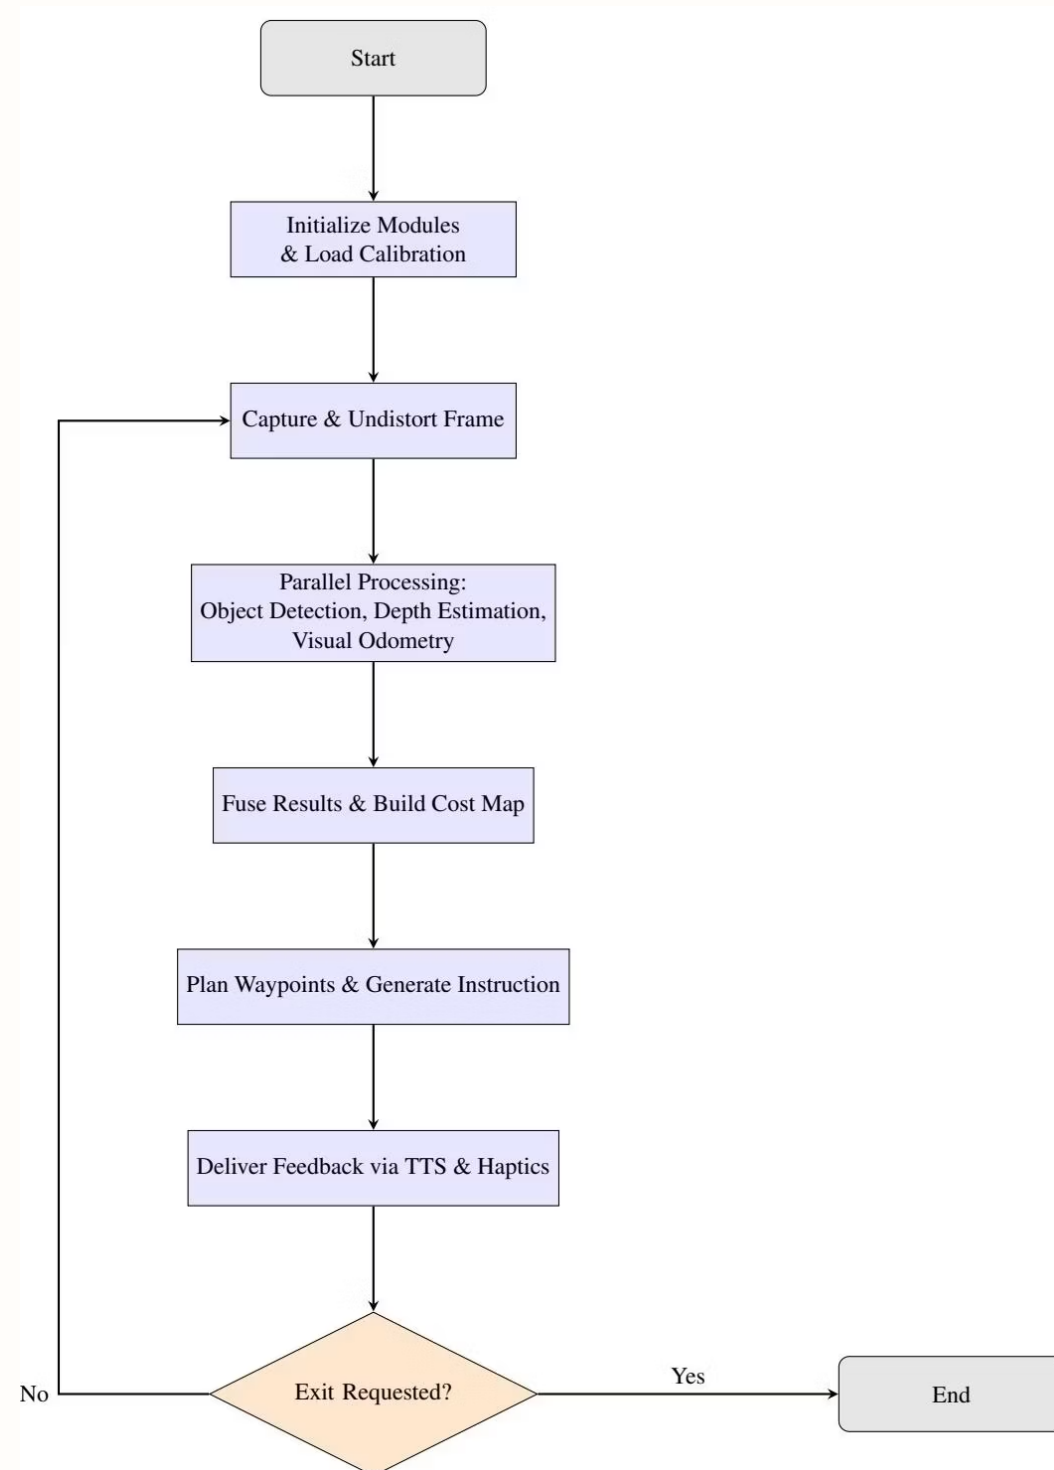 Start
Initialize Modules
& Load Calibration
Capture & Undistort Frame
Parallel Processing:
Object Detection, Depth Estimation,
Visual Odometry
Fuse Results & Build Cost Map
Plan Waypoints & Generate Instruction
Deliver Feedback via TTS & Haptics
Exit Requested?
No
Yes
End